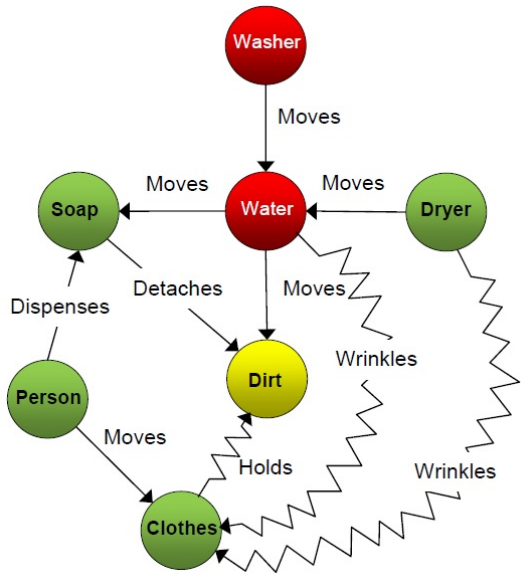 Washer
Moves
Moves
Moves
Soap
Water
Dryer
Dispenses
Detaches
Moves
Wrinkles
Dirt
Person
Moves
Holds
Wrinkles
Clothes